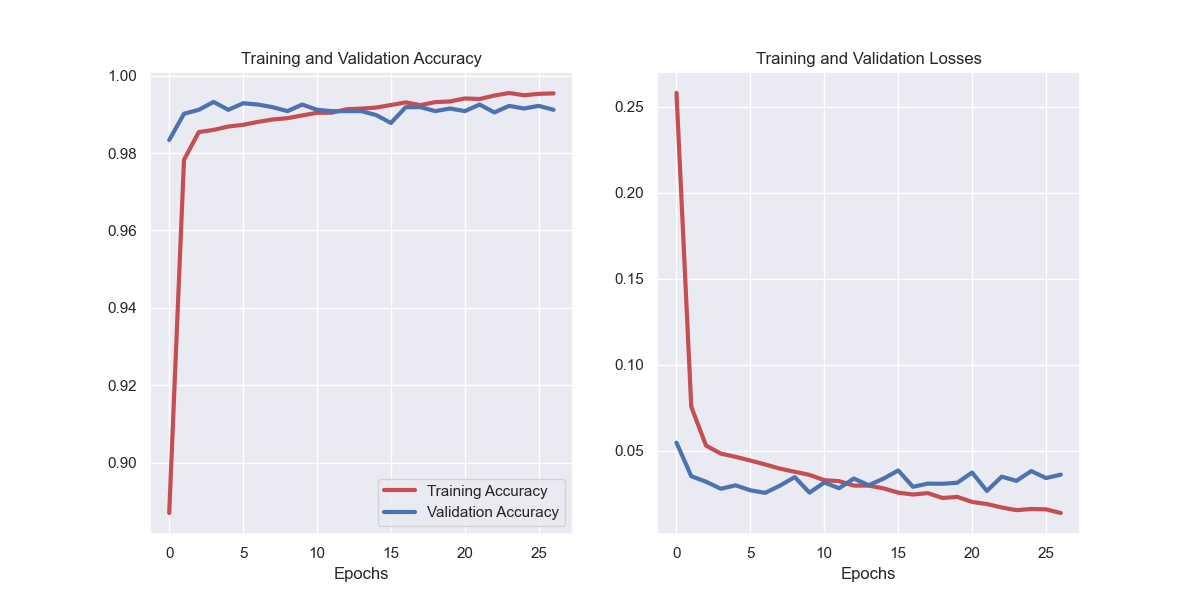 Training and Validation Accuracy
1.00
0.98
0.96
0.94
0.92
0.90
Training Accuracy
Validation Accuracy
0 5 10 15 20 25
Epochs
Training and Validation Losses
0.25
0.20
0.15
0.10
0.05
0 5 10 15 20 25
Epochs